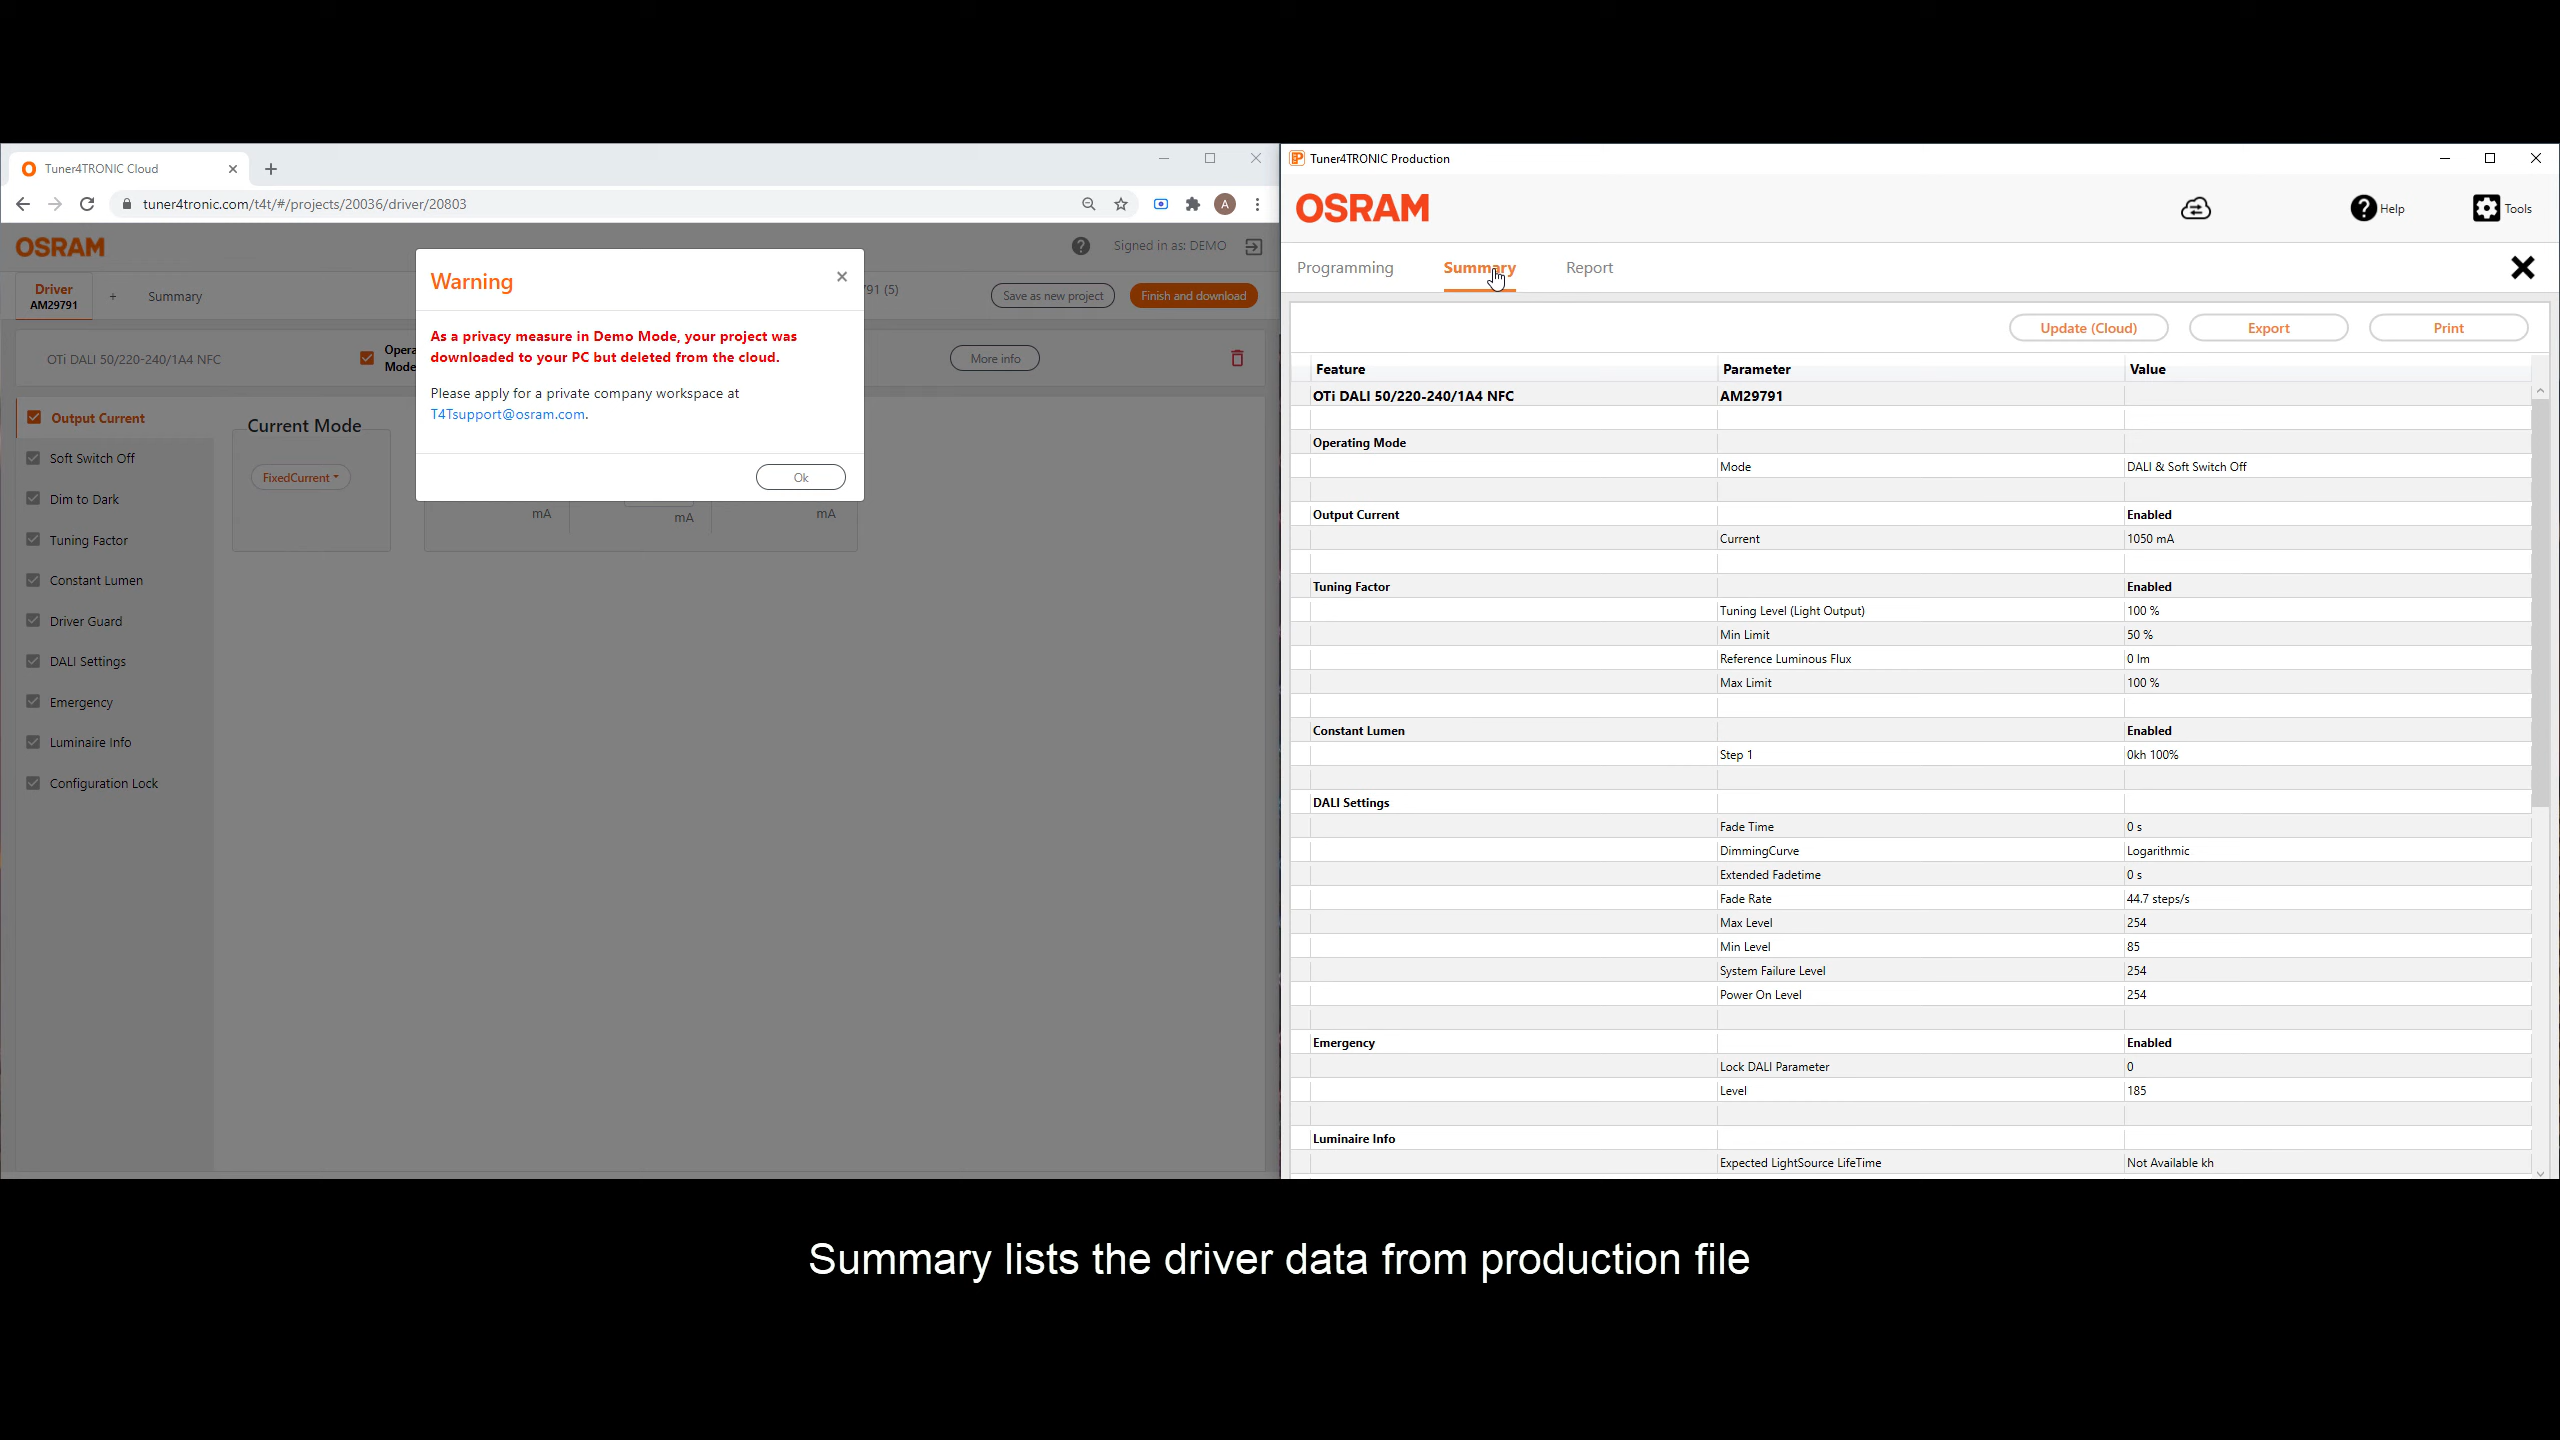 Tuner4TRONIC Cloud
tuner4tronic.com/t4t/#/projects/20036/driver/20803
A
OSRAM
Signed in as: DEMO
Driver
AM29791
+
Summary
'91 (5)
Save as new project
Finish and download
OTi DALI 50/220-240/1A4 NFC
Opera
Mode
More info
Output Current
Soft Switch Off
Dim to Dark
Tuning Factor
Constant Lumen
Driver Guard
DALI Settings
Emergency
Luminaire Info
Configuration Lock
Current Mode
FixedCurrent
mA
mA
mA
Warning
As a privacy measure in Demo Mode, your project was
downloaded to your PC but deleted from the cloud.
Please apply for a private company workspace at
T4Tsupport@osram.com.
Ok
Tuner4TRONIC Production
OSRAM
Help
Tools
Programming
Summary
Report
Update (Cloud)
Export
Print
Feature Parameter Value
OTi DALI 50/220-240/1A4 NFC AM29791
Operating Mode
Mode DALI & Soft Switch Off
Output Current Enabled
Current 1050 mA
Tuning Factor Enabled
Tuning Level (Light Output) 100 %
Min Limit 50 %
Reference Luminous Flux 0 lm
Max Limit 100 %
Constant Lumen Enabled
Step 1 0kh 100%
DALI Settings
Fade Time 0 s
DimmingCurve Logarithmic
Extended Fadetime 0 s
Fade Rate 44.7 steps/s
Max Level 254
Min Level 85
System Failure Level 254
Power On Level 254
Emergency Enabled
Lock DALI Parameter 0
Level 185
Luminaire Info
Expected LightSource LifeTime Not Available kh
Summary lists the driver data from production file